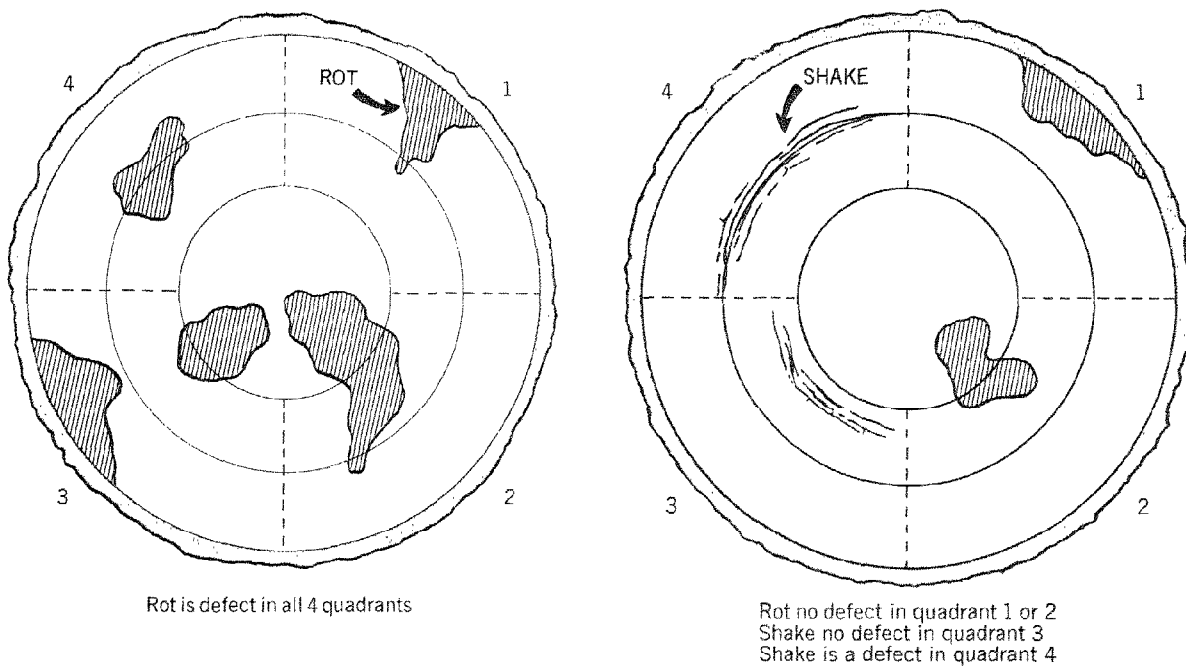 4
ROT
1
3
2
Rot is defect in all 4 quadrants
4
SHAKE
1
3
2
Rot no defect in quadrant 1 or 2
Shake no defect in quadrant 3
Shake is a defect in quadrant 4